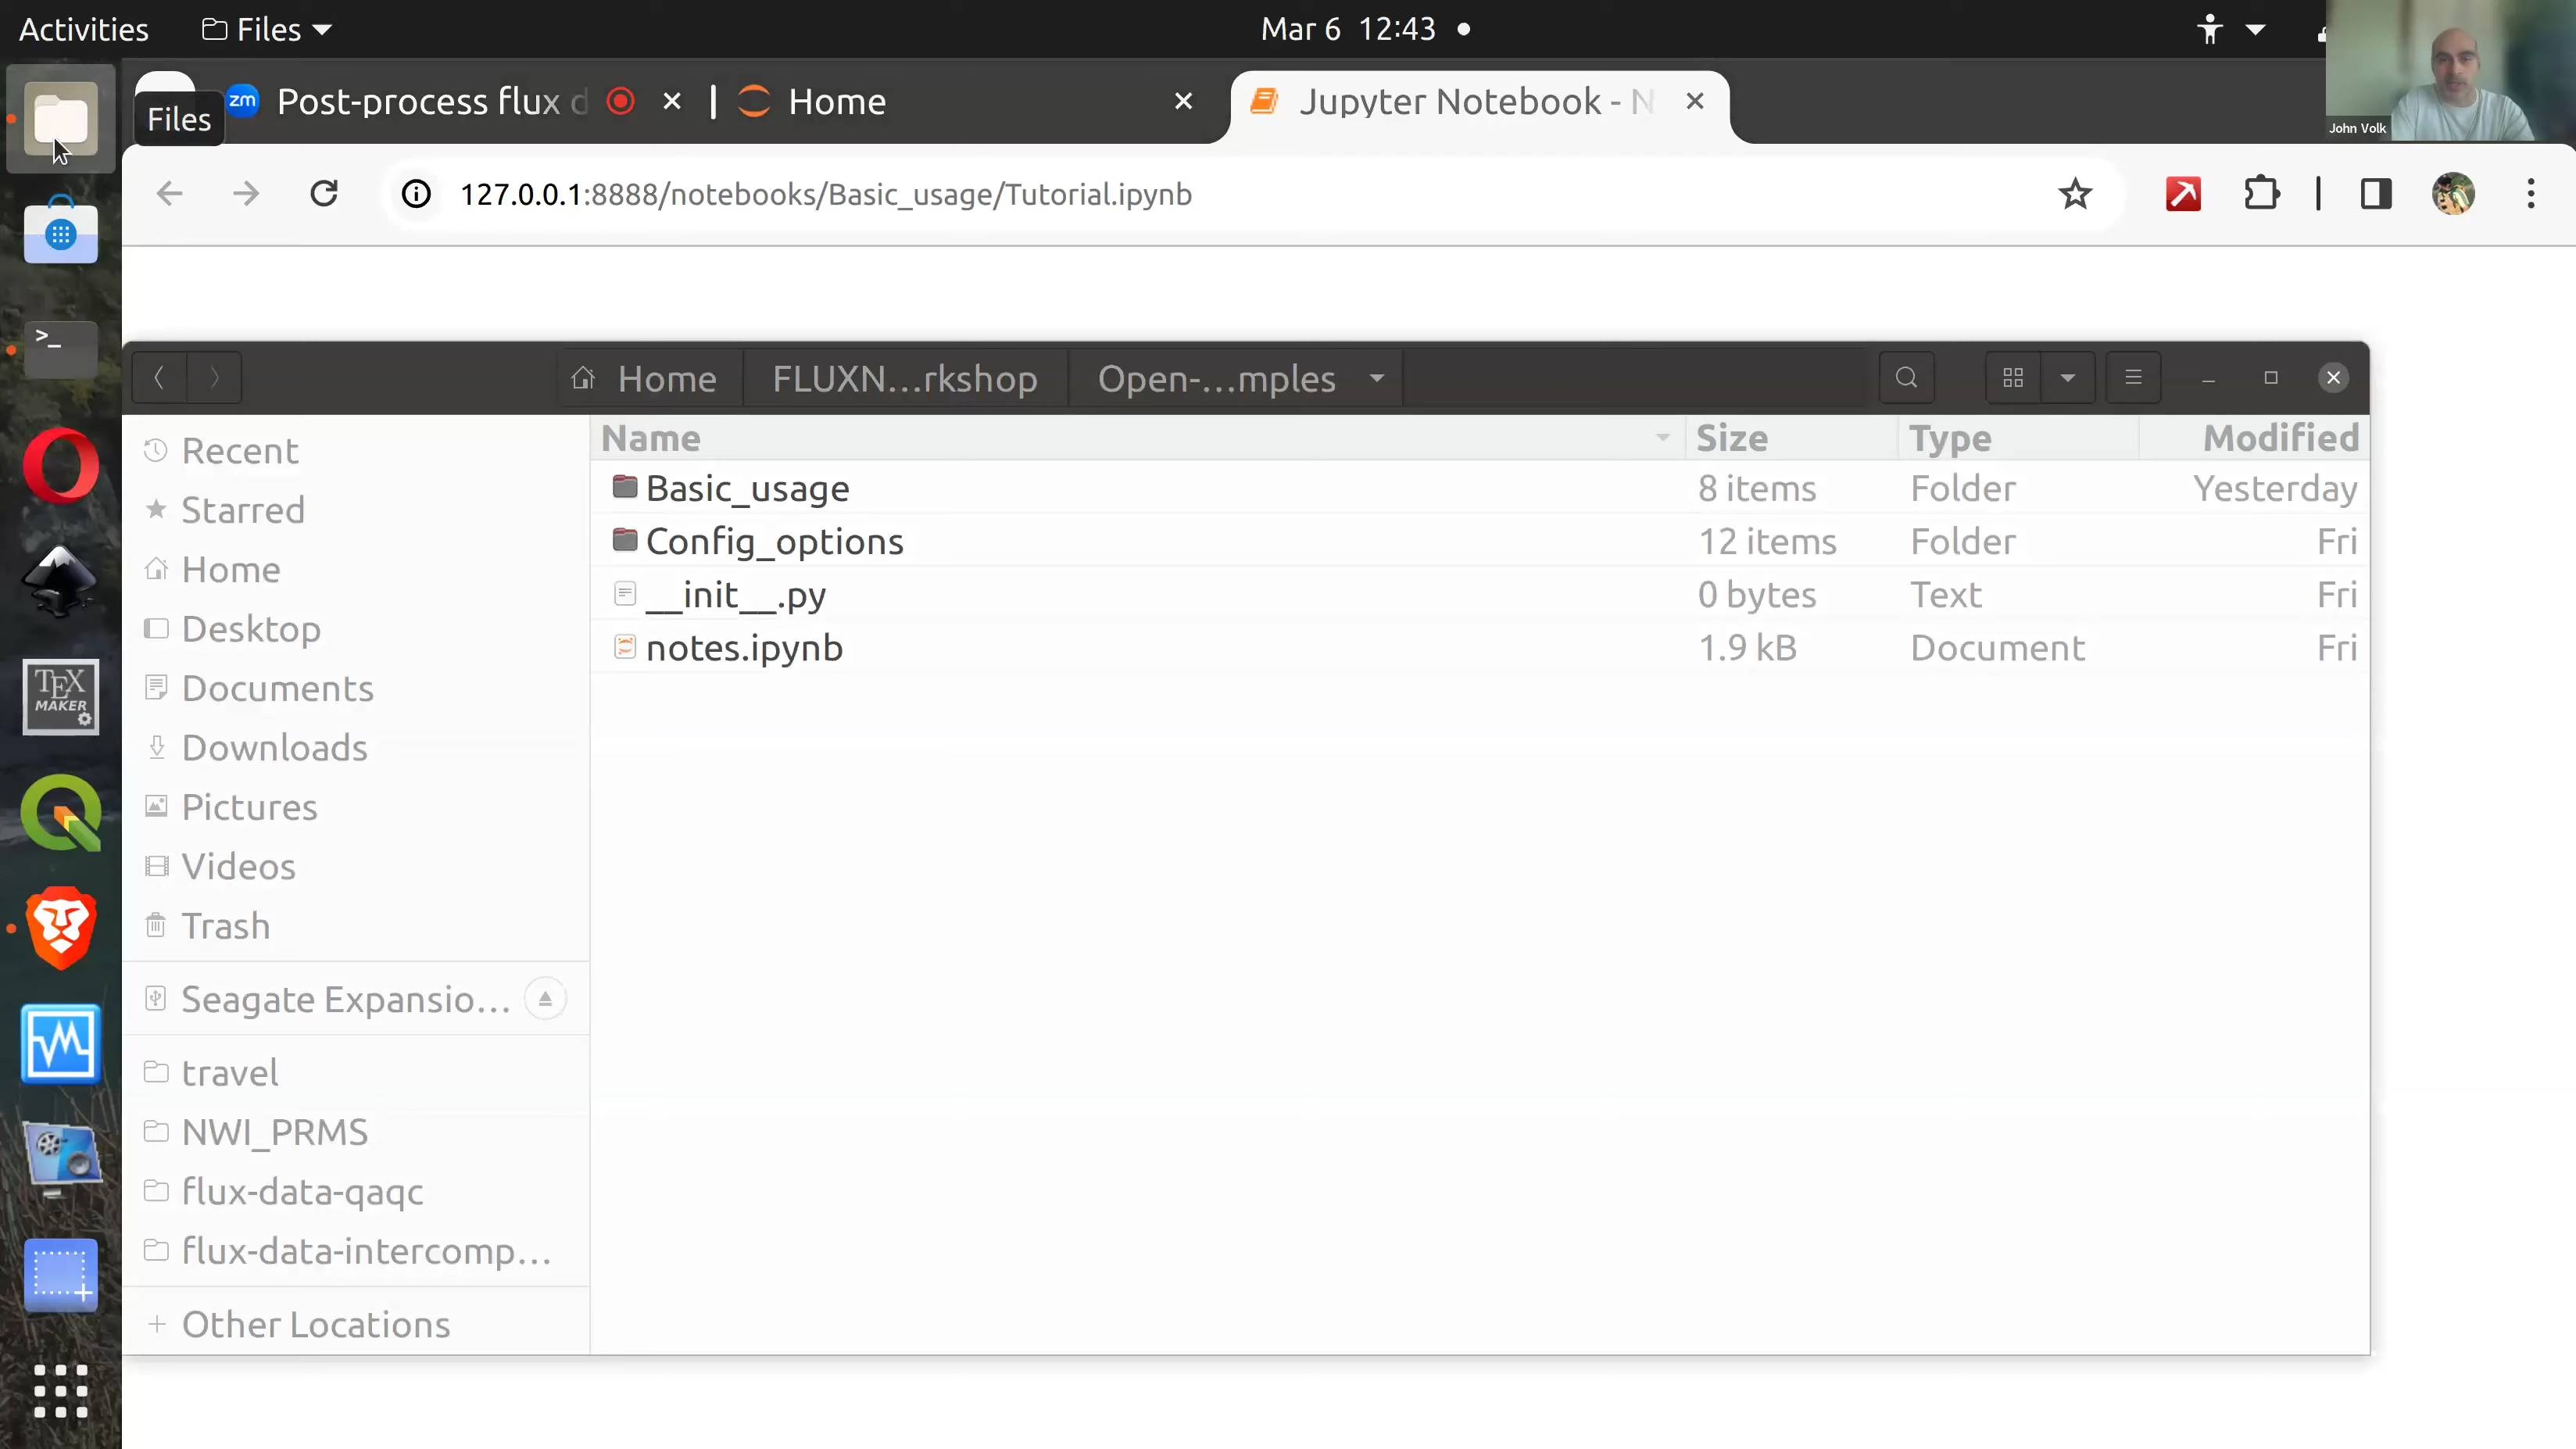 Activities
Files
Mar 6 12:43
Files
zm
Post-process flux d
Home
Jupyter Notebook - N
John Volk
127.0.0.1:8888/notebooks/Basic_usage/Tutorial.ipynb
Home
FLUXN...rkshop
Open-...mples
Name
Size
Type
Modified
Basic_usage
8 items
Folder
Yesterday
Config_options
12 items
Folder
Fri
__init__.py
0 bytes
Text
Fri
notes.ipynb
1.9 kB
Document
Fri
Recent
Starred
Home
Desktop
Documents
Downloads
Pictures
Videos
Trash
Seagate Expansio...
travel
NWI_PRMS
flux-data-qaqc
flux-data-intercomp...
Other Locations
>_
TEX
MAKER